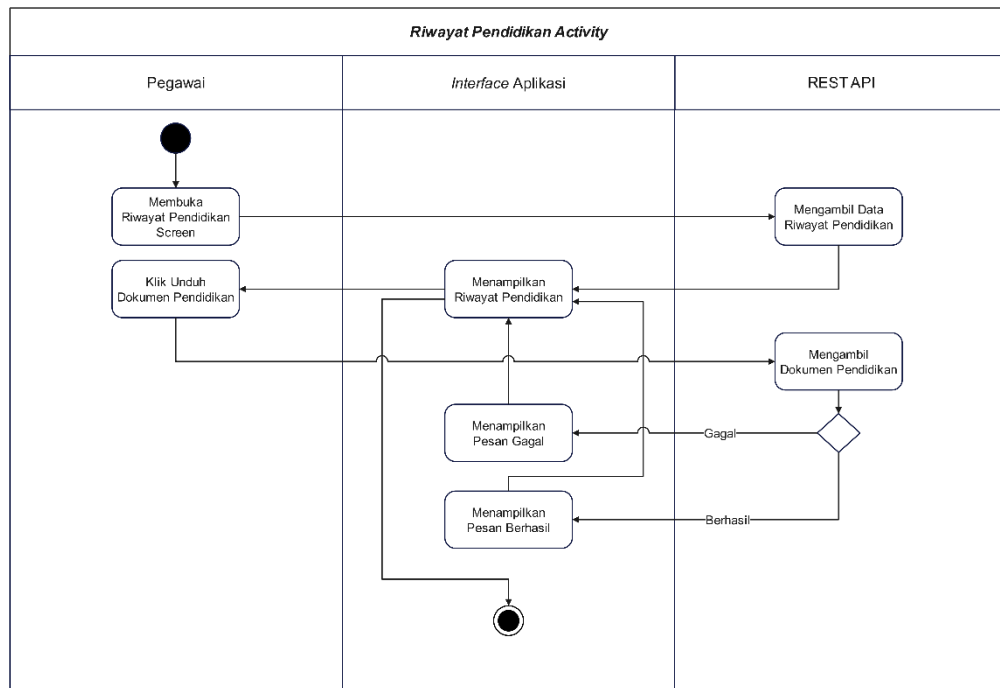 Riwayat Pendidikan Activity
Pegawai
Interface Aplikasi
REST API
Membuka
Riwayat Pendidikan
Screen
Mengambil Data
Riwayat Pendidikan
Klik Unduh
Dokumen Pendidikan
Menampilkan
Riwayat Pendidikan
Mengambil
Dokumen Pendidikan
Menampilkan
Pesan Gagal
Gagal
Menampilkan
Pesan Berhasil
Berhasil